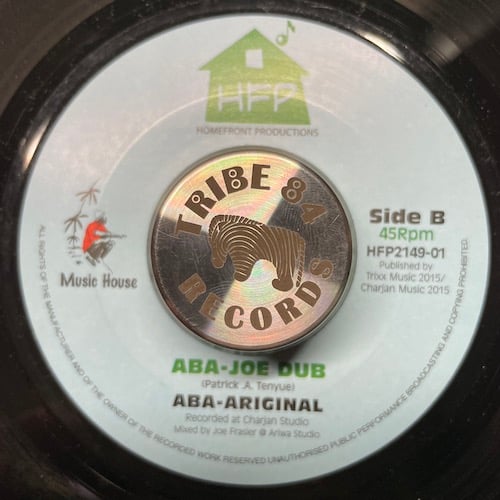 HFP
HOMEFRONT PRODUCTIONS
TRIBE 84
RECORDS
Music House
Side B
45Rpm
HFP2149-01
Published by
Trixx Music 2015/
Charjan Music 2015
ABA-JOE DUB
(Patrick .A. Tenyue)
ABA-ARIGINAL
Recorded at Charjan Studio
Mixed by Joe Frasier @ Ariwa Studio
ALL RIGHTS OF THE MANUFACTURER AND OF THE OWNER OF THE RECORDED WORK RESERVED UNAUTHORISED PUBLIC PERFORMANCE BROADCASTING AND COPYING PROHIBITED